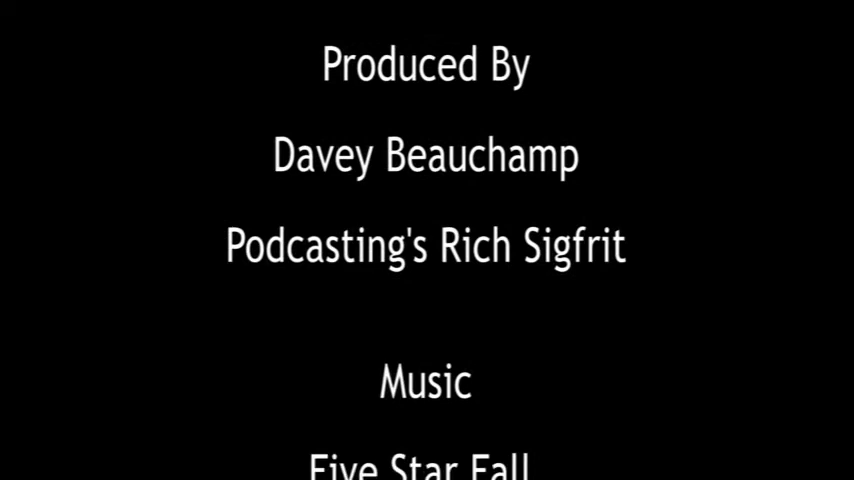 Produced By
Davey Beauchamp
Podcasting's Rich Sigfrit
Music
Five Star Fall